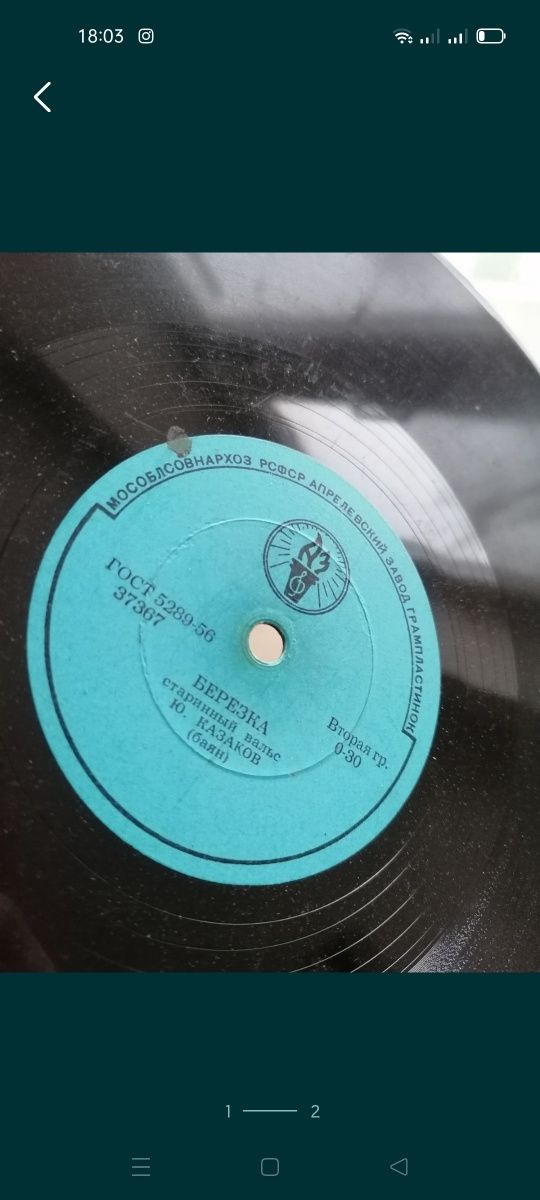 18:03
МОСОБЛСОВНАРХОЗ РСФСР АПРЕЛЕВСКИЙ ЗАВОД ГРАМПЛАСТИНОК
ГОСТ 5289-56
37367
БЕРЕЗКА
старинный вальс
Ю. КАЗАКОВ
(баян)
Вторая гр.
0-30
1
2